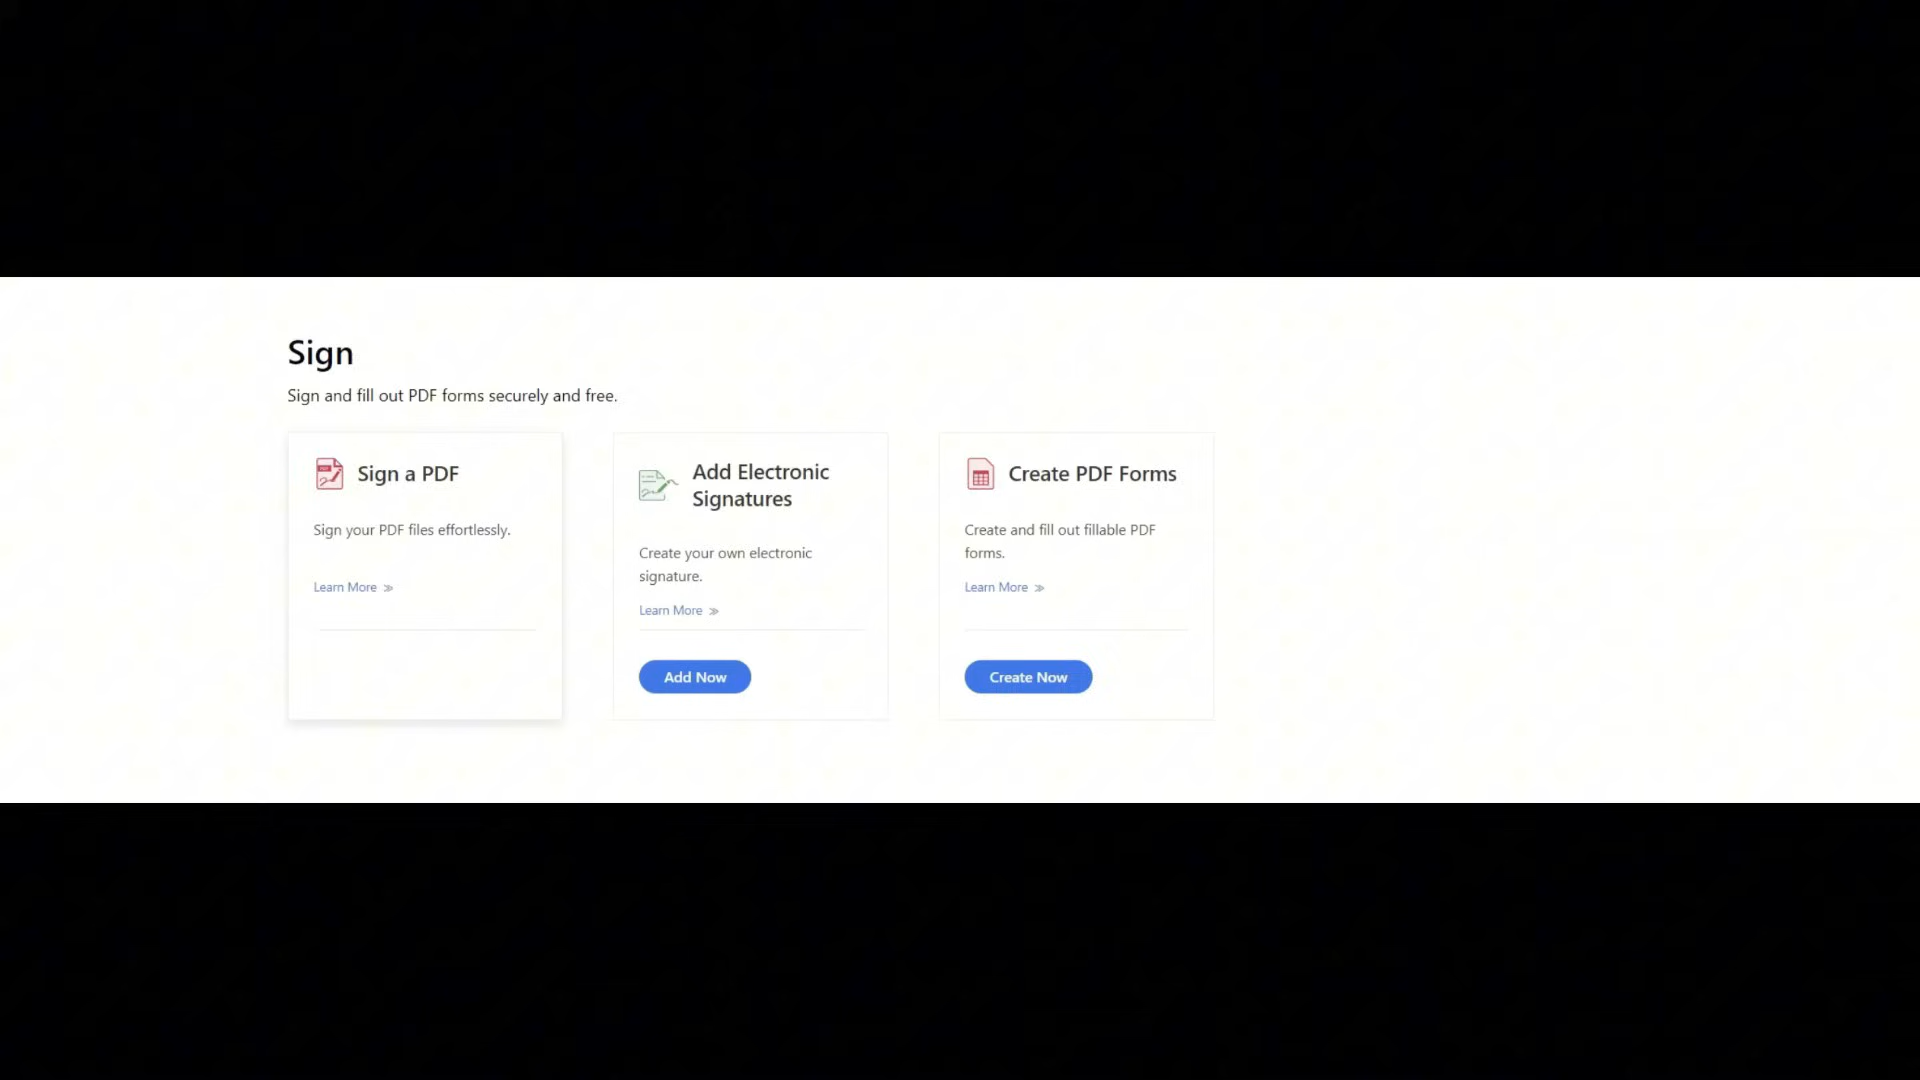 Sign
Sign and fill out PDF forms securely and free.
Sign a PDF
Sign your PDF files effortlessly.
Learn More
Add Electronic
Signatures
Create your own electronic
signature.
Learn More
Add Now
Create PDF Forms
Create and fill out fillable PDF
forms.
Learn More
Create Now